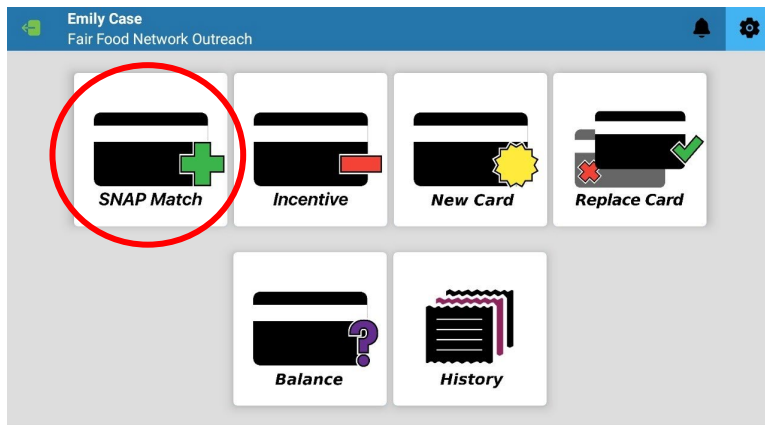 Emily Case
Fair Food Network Outreach
SNAP Match
Incentive
New Card
Replace Card
Balance
History